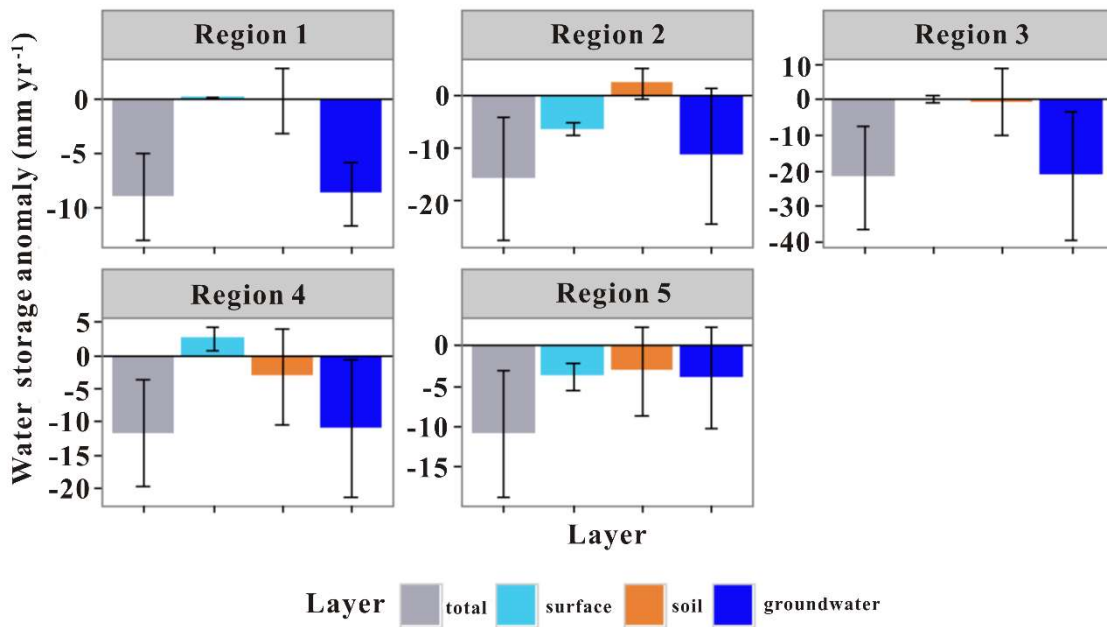 Water storage anomaly (mm yr⁻¹)
Region 1
0
-5
-10
Region 2
0
-10
-20
Region 3
10
0
-10
-20
-30
-40
Region 4
5
0
-5
-10
-15
-20
Region 5
0
-5
-10
-15
Layer
Layer total surface soil groundwater